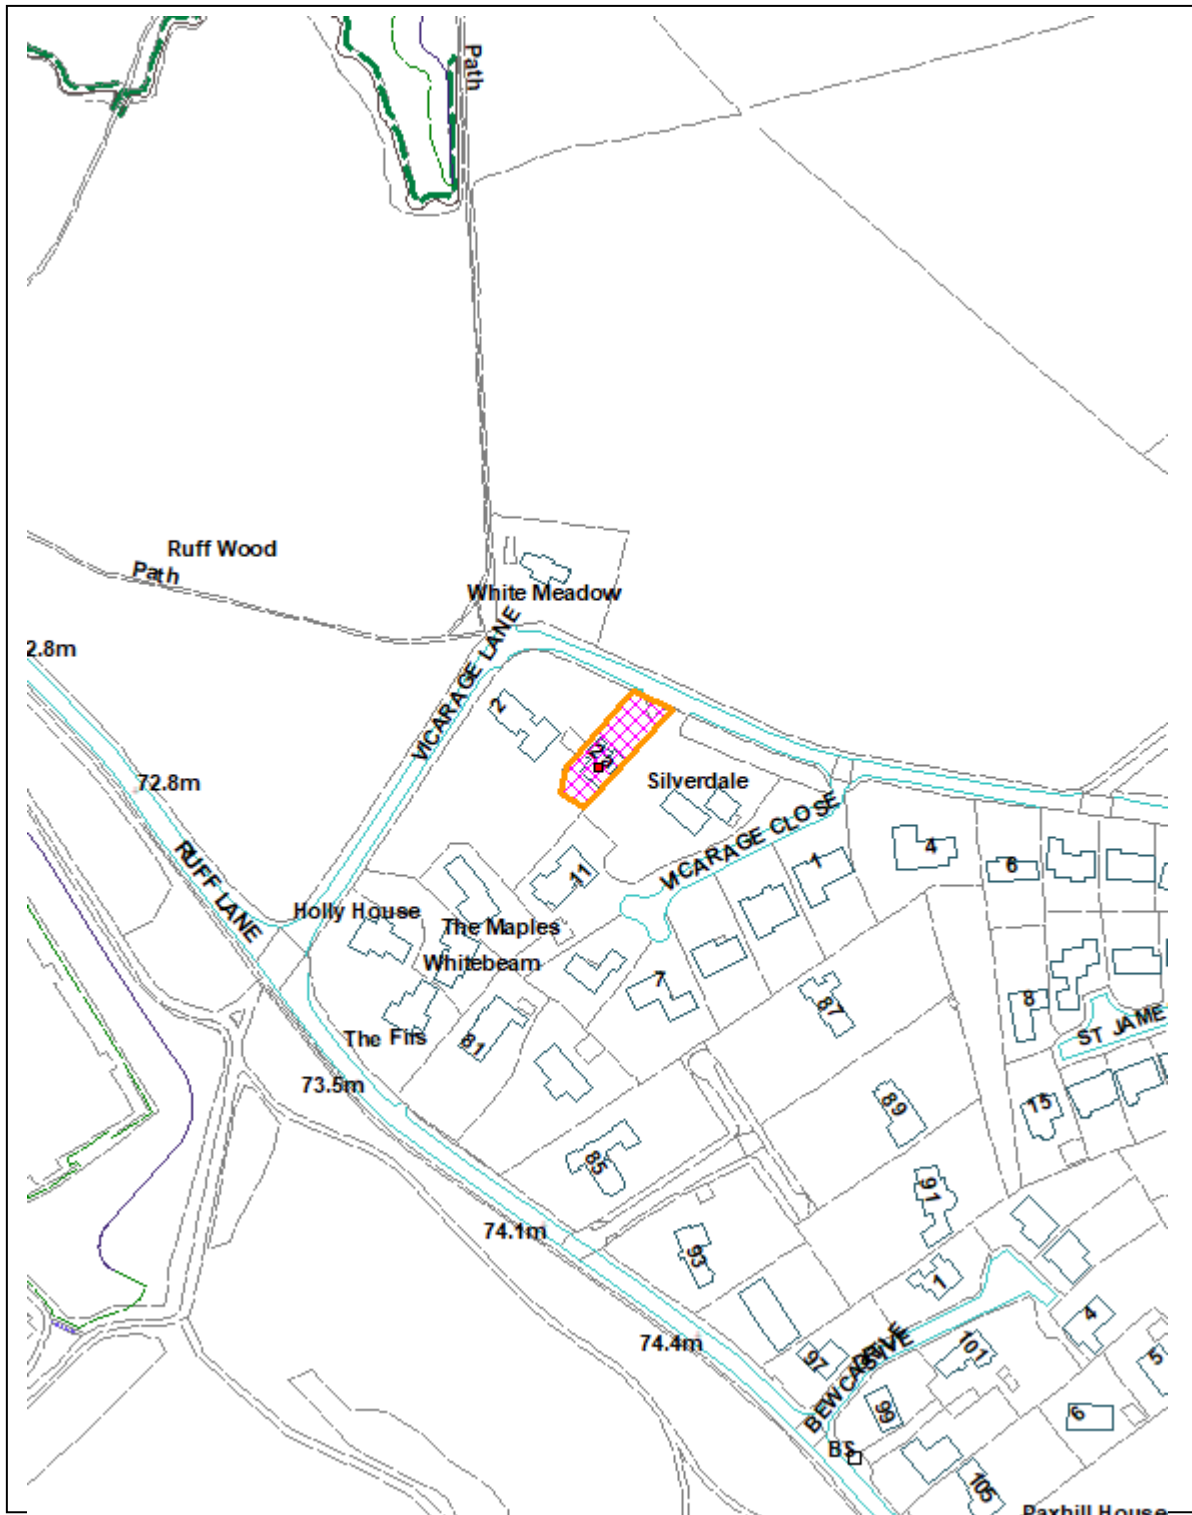 Path
Ruff Wood
Path
White Meadow
2.8m
VICARAGE LANE
2
72.8m
Silverdale
VICARAGE CLOSE
RUFF LANE
1
4
6
11
Holly House
The Maples
Whitebeam
7
87
8
ST JAME
The Firs
81
73.5m
89
15
85
91
74.1m
93
1
74.4m
97
BEWCASTLE DRIVE
101
4
5
99
6
BS
105
Paxhill House